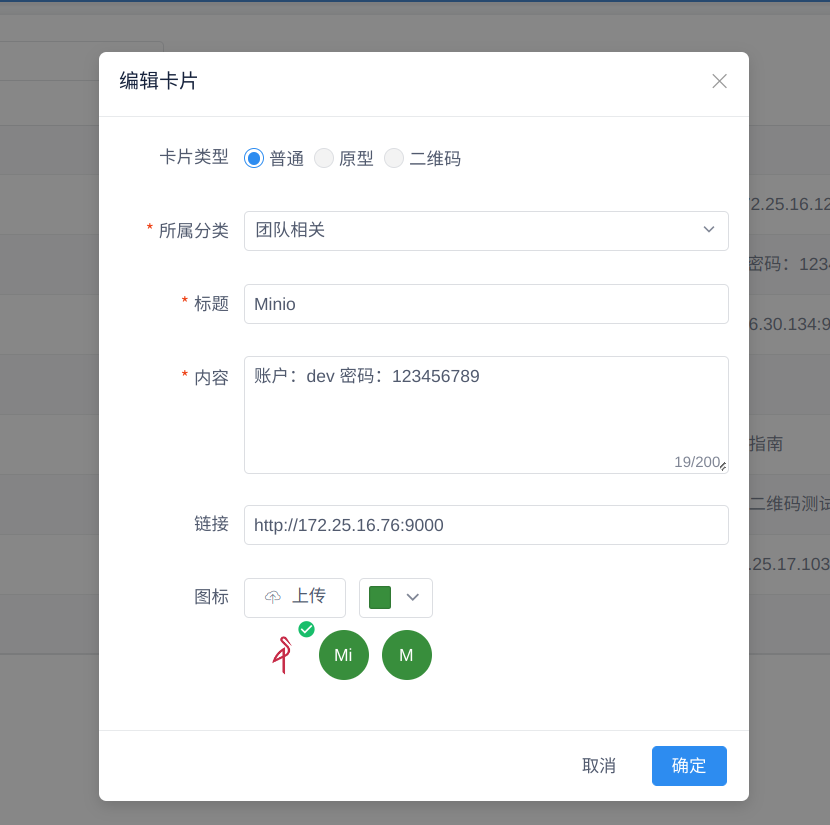 编辑卡片
卡片类型 普通 原型 二维码
* 所属分类 团队相关
* 标题 Minio
* 内容 账户：dev 密码：123456789
19/200
链接 http://172.25.16.76:9000
图标 上传
Mi M
取消 确定
2.25.16.12
密码：123
6.30.134:9
指南
二维码测试
.25.17.103